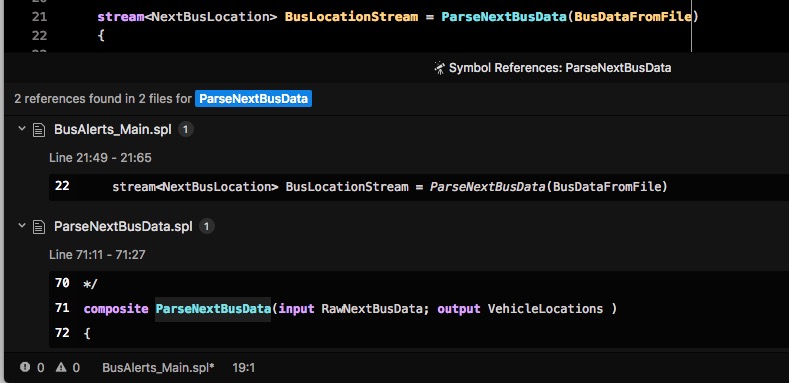 21 stream<NextBusLocation> BusLocationStream = ParseNextBusData(BusDataFromFile)
22 {
Symbol References: ParseNextBusData
2 references found in 2 files for ParseNextBusData
BusAlerts_Main.spl 1
Line 21:49 - 21:65
22 stream<NextBusLocation> BusLocationStream = ParseNextBusData(BusDataFromFile)
ParseNextBusData.spl 1
Line 71:11 - 71:27
70 */
71 composite ParseNextBusData(input RawNextBusData; output VehicleLocations )
72 {
0 0 BusAlerts_Main.spl* 19:1